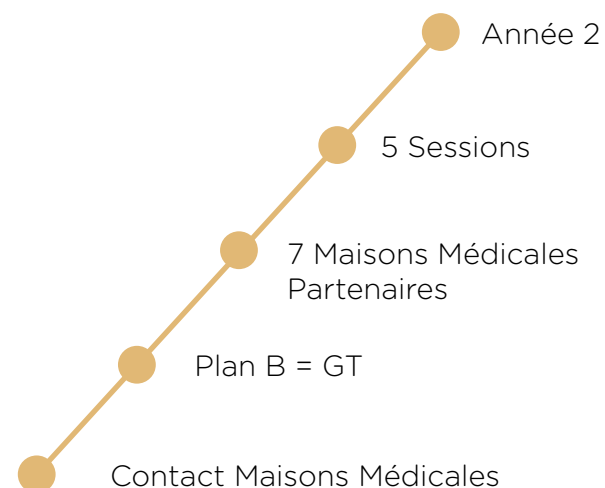 Année 2
5 Sessions
7 Maisons Médicales
Partenaires
Plan B = GT
Contact Maisons Médicales